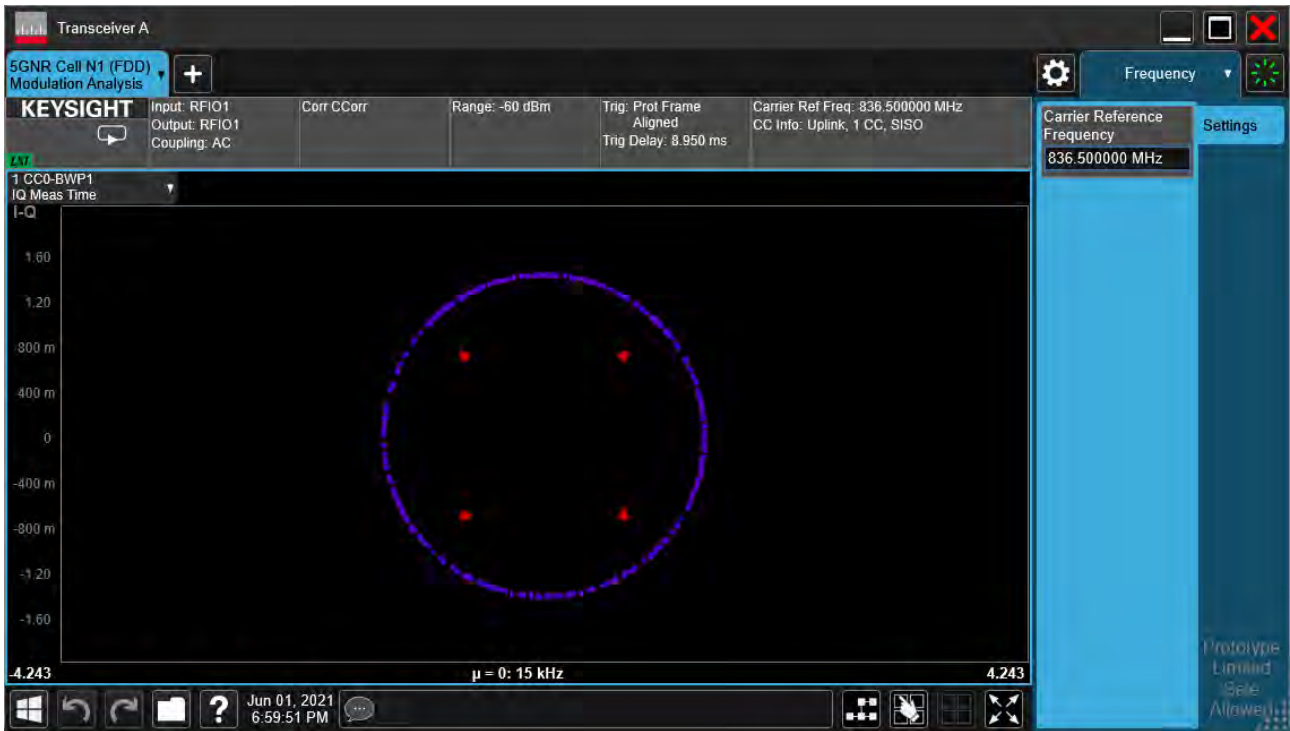 Transceiver A
5GNR Cell N1 (FDD)
Modulation Analysis
+
Frequency
KEYSIGHT
Input: RFIO1
Output: RFIO1
Coupling: AC
Corr CCorr
Range: -60 dBm
Trig: Prot Frame
Aligned
Trig Delay: 8.950 ms
Carrier Ref Freq: 836.500000 MHz
CC Info: Uplink, 1 CC, SISO
LXI
Carrier Reference
Frequency
836.500000 MHz
Settings
1 CC0-BWP1
IQ Meas Time
I-Q
1.60
1.20
800 m
400 m
0
-400 m
-800 m
-1.20
-1.60
-4.243
µ = 0: 15 kHz
4.243
Prototype
Limited
Sale
Allowed
?
Jun 01, 2021
6:59:51 PM